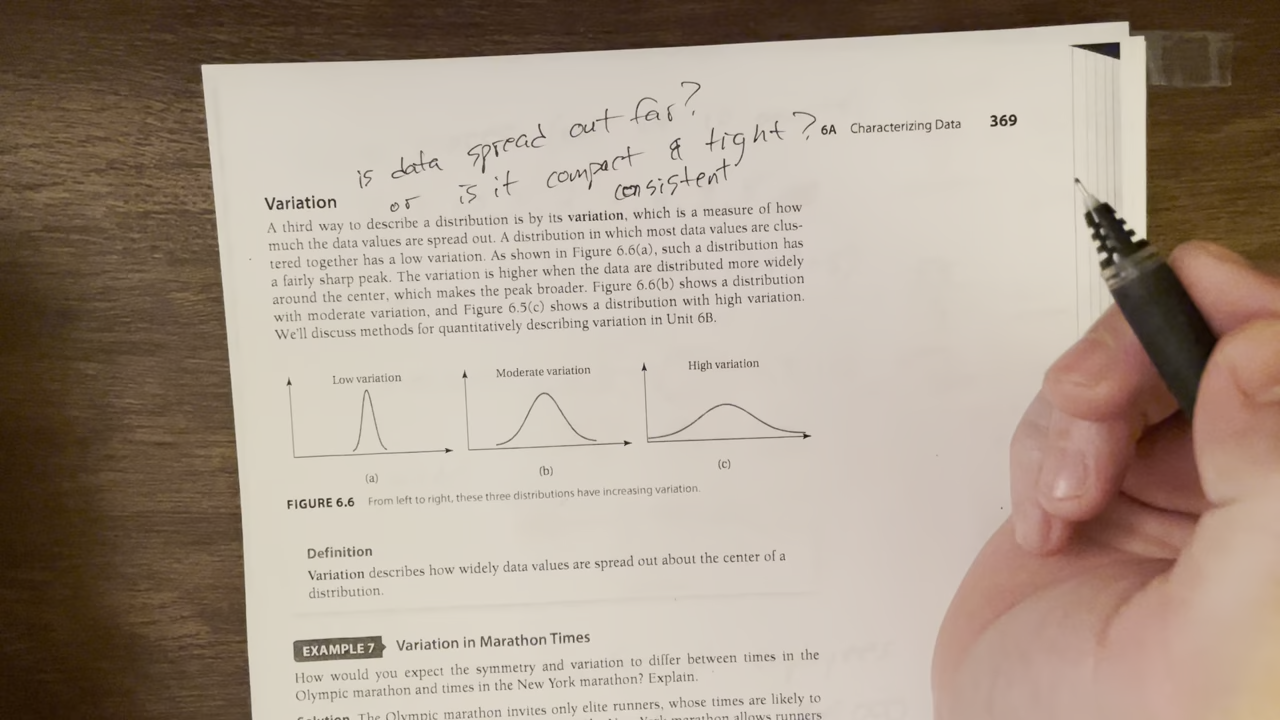 is data spread out far?
or is it compact & tight?
consistent
6A Characterizing Data 369
Variation
A third way to describe a distribution is by its variation, which is a measure of how
much the data values are spread out. A distribution in which most data values are clus-
tered together has a low variation. As shown in Figure 6.6(a), such a distribution has
a fairly sharp peak. The variation is higher when the data are distributed more widely
around the center, which makes the peak broader. Figure 6.6(b) shows a distribution
with moderate variation, and Figure 6.5(c) shows a distribution with high variation.
We'll discuss methods for quantitatively describing variation in Unit 6B.
Low variation
Moderate variation
High variation
(a)
(b)
(c)
FIGURE 6.6 From left to right, these three distributions have increasing variation.
Definition
Variation describes how widely data values are spread out about the center of a
distribution.
EXAMPLE 7 Variation in Marathon Times
How would you expect the symmetry and variation to differ between times in the
Olympic marathon and times in the New York marathon? Explain.
Solution The Olympic marathon invites only elite runners, whose times are likely to
York marathon allows runners